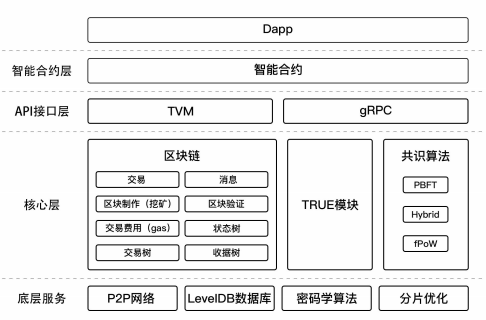 Dapp
智能合约层
智能合约
API接口层
TVM
gRPC
核心层
区块链
交易
消息
区块制作（挖矿）
区块验证
交易费用（gas）
状态树
交易树
收据树
TRUE模块
共识算法
PBFT
Hybrid
fPoW
底层服务
P2P网络
LevelDB数据库
密码学算法
分片优化